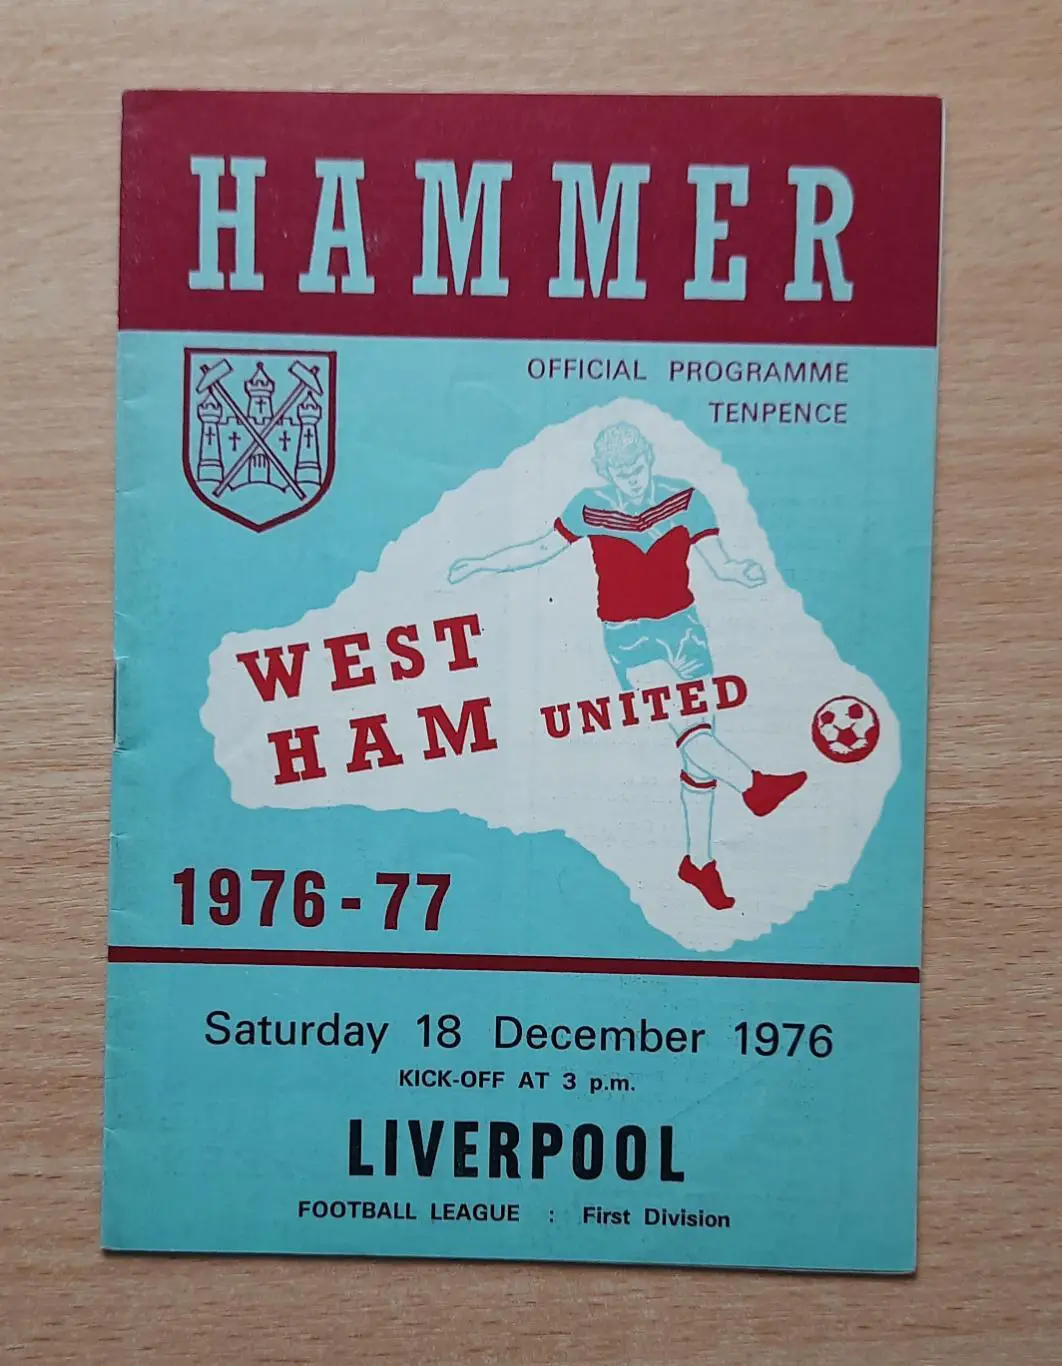 HAMMER
OFFICIAL PROGRAMME
TENPENCE
WEST
HAM UNITED
1976-77
Saturday 18 December 1976
KICK-OFF AT 3 p.m.
LIVERPOOL
FOOTBALL LEAGUE : First Division